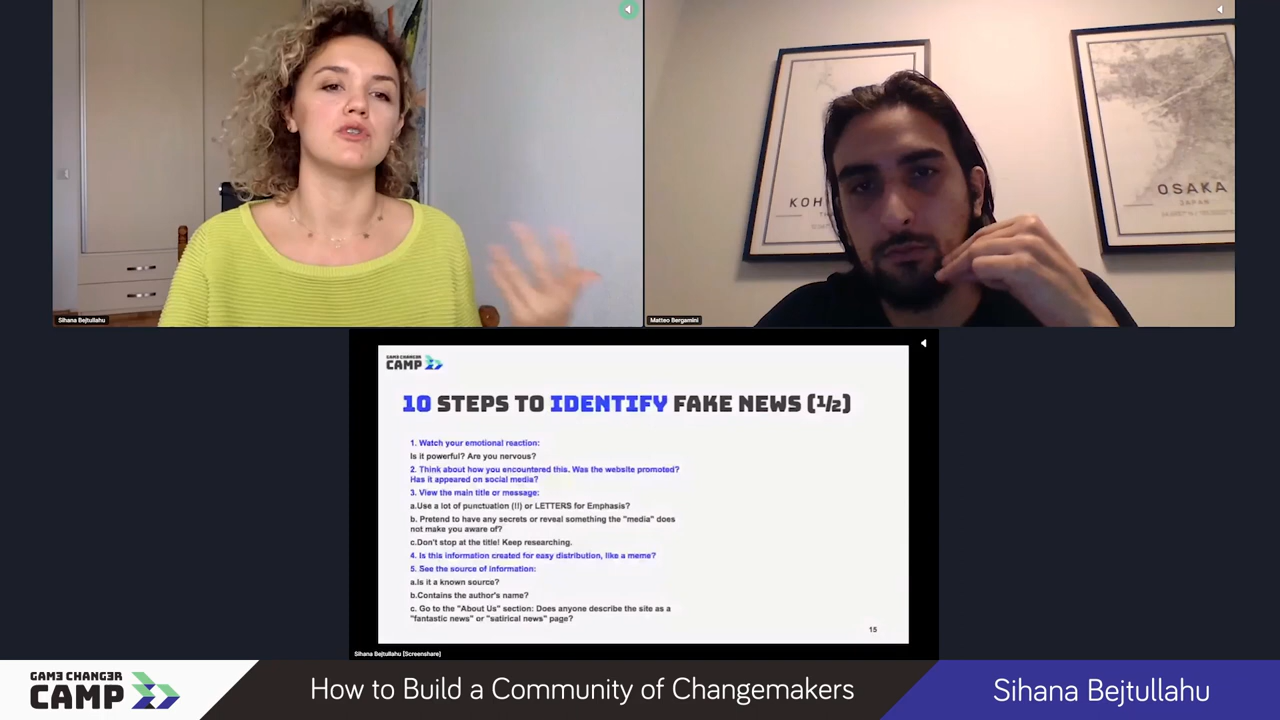 KOH
OSAKA
JAPAN
Sihana Bejtullahu
Matteo Bergamini
GAME CHANGER
CAMP
10 STEPS TO IDENTIFY FAKE NEWS (1/2)
1. Watch your emotional reaction:
Is it powerful? Are you nervous?
2. Think about how you encountered this. Was the website promoted?
Has it appeared on social media?
3. View the main title or message:
a.Use a lot of punctuation (!!) or LETTERS for Emphasis?
b. Pretend to have any secrets or reveal something the "media" does
not make you aware of?
c.Don't stop at the title! Keep researching.
4. Is this information created for easy distribution, like a meme?
5. See the source of information:
a.Is it a known source?
b.Contains the author's name?
c. Go to the "About Us" section: Does anyone describe the site as a
"fantastic news" or "satirical news" page?
15
Sihana Bejtullahu [Screenshare]
GAM3 CHANG3R
CAMP
How to Build a Community of Changemakers
Sihana Bejtullahu